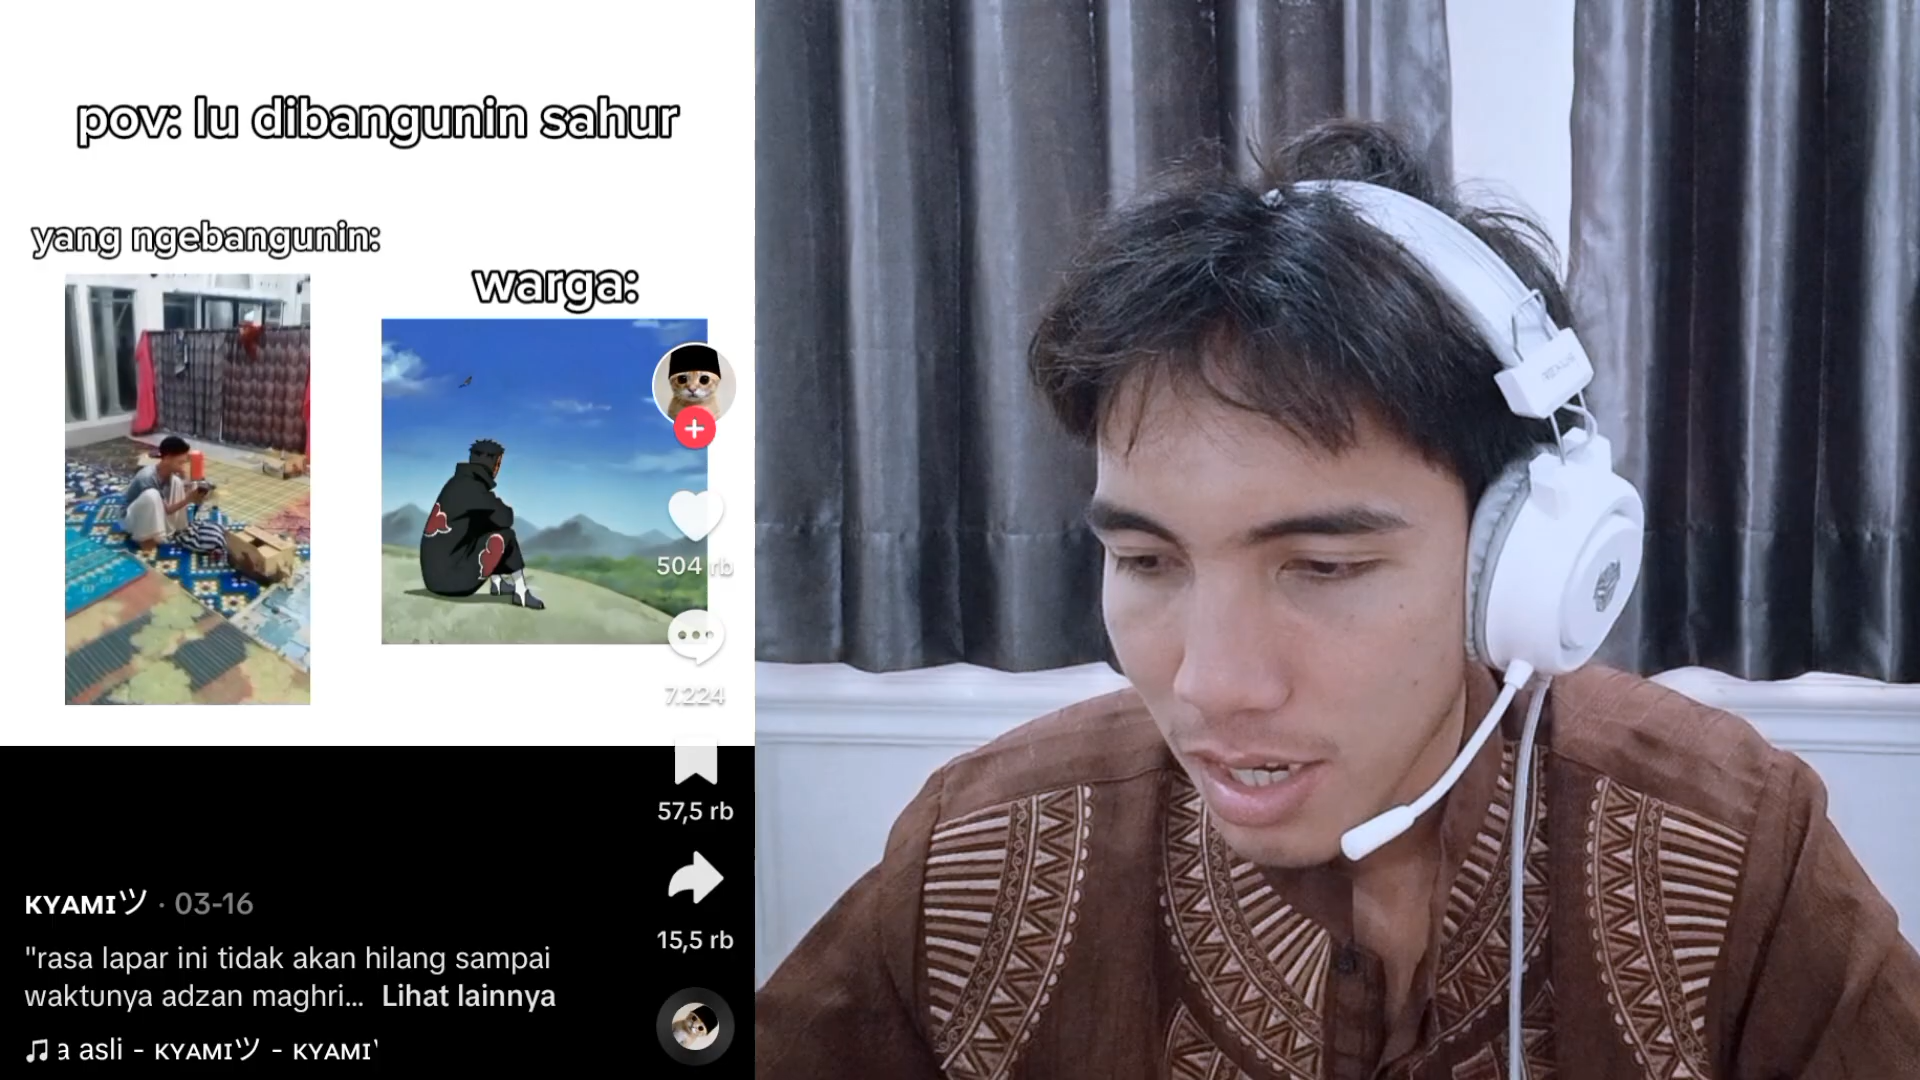 pov: lu dibangunin sahur
yang ngebangunin:
warga:
504 rb
7.224
57,5 rb
15,5 rb
KYAMIツ · 03-16
"rasa lapar ini tidak akan hilang sampai
waktunya adzan maghri... Lihat lainnya
a asli - KYAMIツ - KYAMI